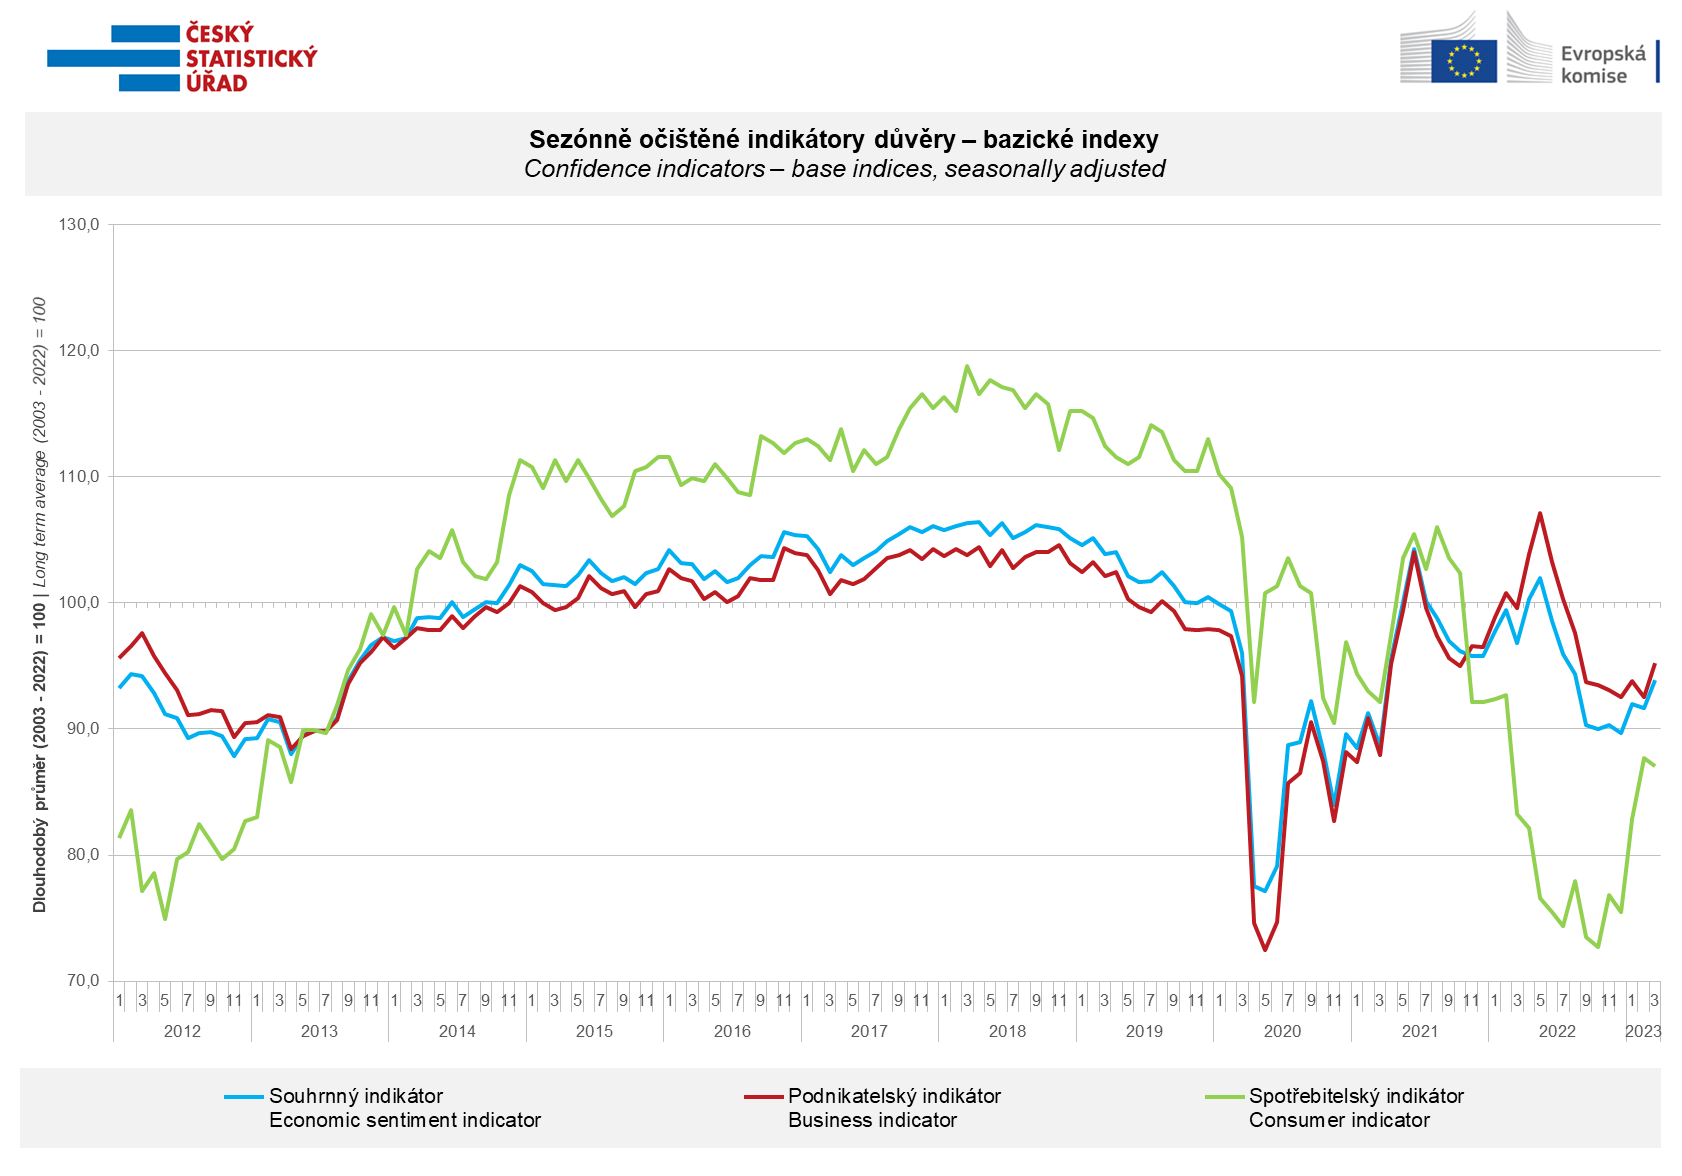 ČESKÝ
STATISTICKÝ
ÚŘAD
Evropská
komise
Sezónně očištěné indikátory důvěry – bazické indexy
Confidence indicators – base indices, seasonally adjusted
Dlouhodobý průměr (2003 - 2022) = 100 | Long term average (2003 - 2022) = 100
130,0
120,0
110,0
100,0
90,0
80,0
70,0
1 3 5 7 9 11 1 3 5 7 9 11 1 3 5 7 9 11 1 3 5 7 9 11 1 3 5 7 9 11 1 3 5 7 9 11 1 3 5 7 9 11 1 3 5 7 9 11 1 3 5 7 9 11 1 3 5 7 9 11 1 3 5 7 9 11 1 3
2012 2013 2014 2015 2016 2017 2018 2019 2020 2021 2022 2023
Souhrnný indikátor
Economic sentiment indicator
Podnikatelský indikátor
Business indicator
Spotřebitelský indikátor
Consumer indicator